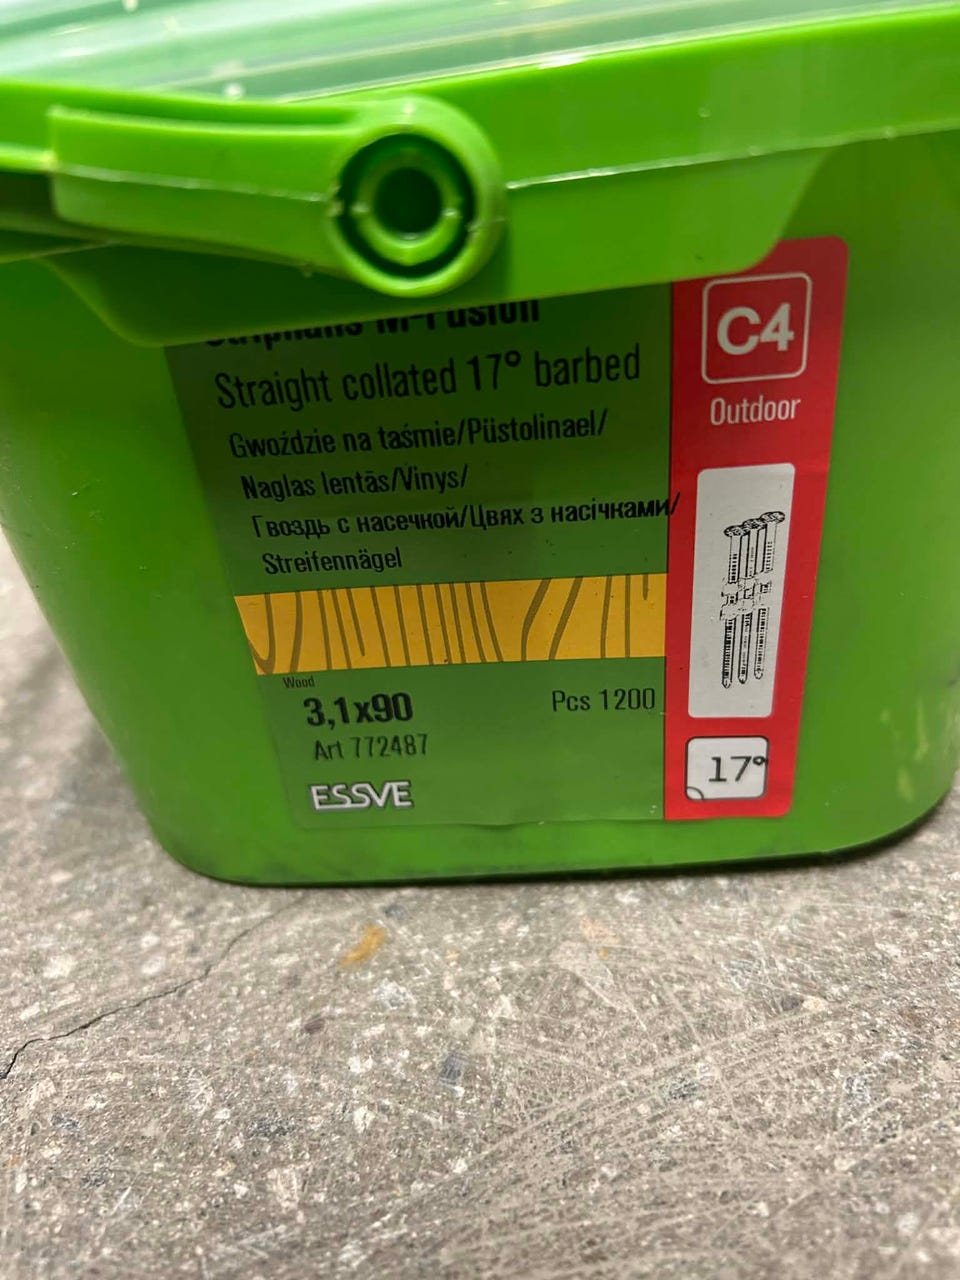 M-Fusion
Straight collated 17° barbed
Gwoździe na taśmie/Püstolinael/
Naglas lentās/Vinys/
Гвоздь с насечкой/Цвях з насічками/
Streifennägel
Wood
3,1x90
Pcs 1200
Art 772487
ESSVE
C4
Outdoor
17°